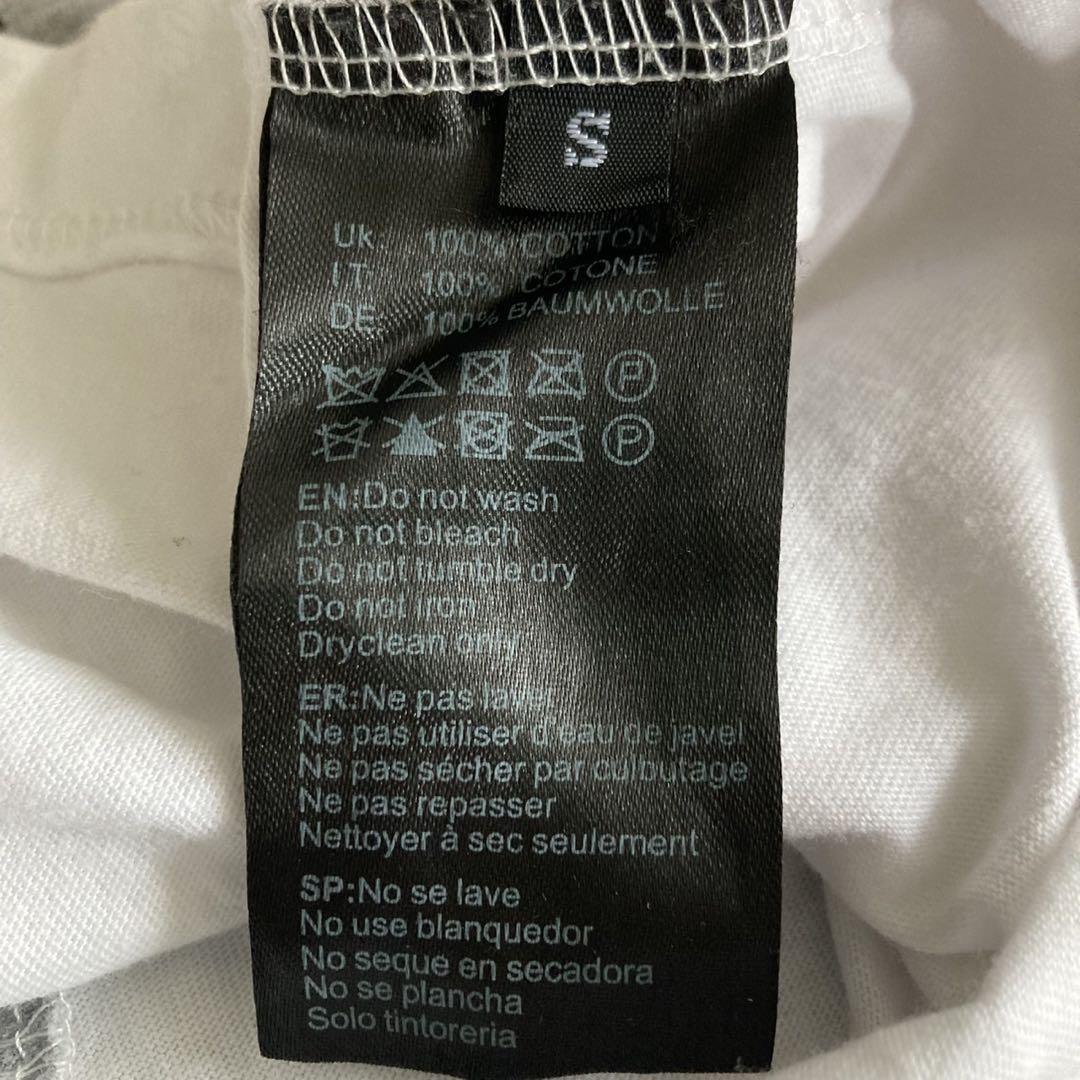 S
Uk: 100% COTTON
IT: 100% COTONE
DE: 100% BAUMWOLLE
P
P
EN:Do not wash
Do not bleach
Do not tumble dry
Do not iron
Dryclean only
ER:Ne pas laver
Ne pas utiliser d'eau de javel
Ne pas sécher par culbutage
Ne pas repasser
Nettoyer à sec seulement
SP:No se lave
No use blanquedor
No seque en secadora
No se plancha
Solo tintoreria